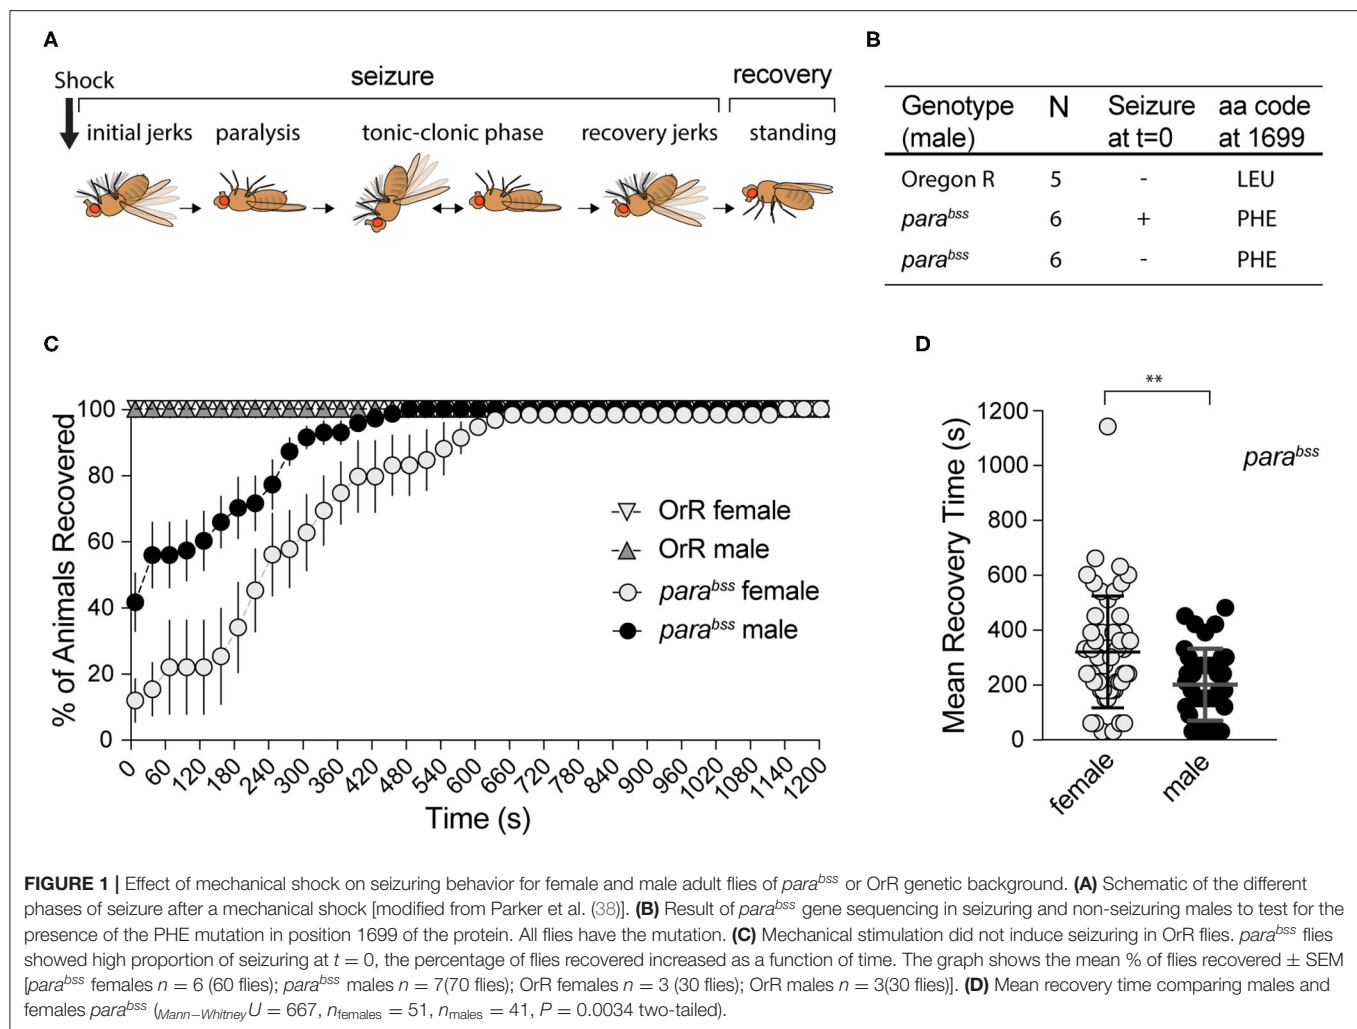 A
Shock
seizure
recovery
initial jerks
paralysis
tonic-clonic phase
recovery jerks
standing
B
Genotype (male) N Seizure at t=0 aa code at 1699
Oregon R 5 - LEU
para^bss 6 + PHE
para^bss 6 - PHE
C
% of Animals Recovered
100
80
60
40
20
0
OrR female
OrR male
para^bss female
para^bss male
0 60 120 180 240 300 360 420 480 540 600 660 720 780 840 900 960 1020 1080 1140 1200
Time (s)
D
**
Mean Recovery Time (s)
1200
1000
800
600
400
200
0
para^bss
female
male
FIGURE 1 | Effect of mechanical shock on seizuring behavior for female and male adult flies of para^bss or OrR genetic background. (A) Schematic of the different
phases of seizure after a mechanical shock [modified from Parker et al. (38)]. (B) Result of para^bss gene sequencing in seizuring and non-seizuring males to test for the
presence of the PHE mutation in position 1699 of the protein. All flies have the mutation. (C) Mechanical stimulation did not induce seizuring in OrR flies. para^bss flies
showed high proportion of seizuring at t = 0, the percentage of flies recovered increased as a function of time. The graph shows the mean % of flies recovered ± SEM
[para^bss females n = 6 (60 flies); para^bss males n = 7(70 flies); OrR females n = 3 (30 flies); OrR males n = 3(30 flies)]. (D) Mean recovery time comparing males and
females para^bss (Mann−Whitney U = 667, n_females = 51, n_males = 41, P = 0.0034 two-tailed).